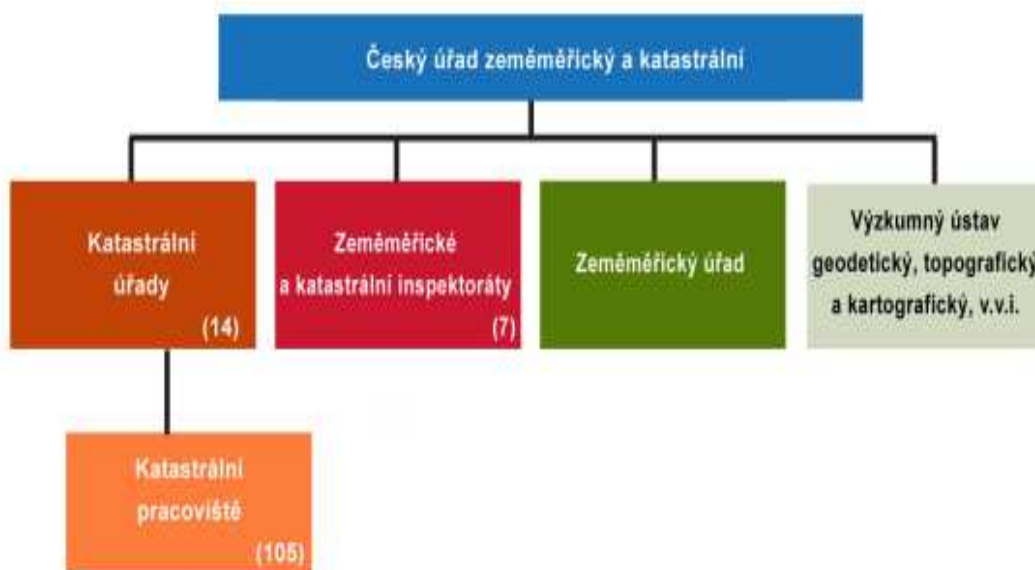 Český úřad zeměměřický a katastrální
Katastrální
úřady
(14)
Zeměměřické
a katastrální inspektoráty
(7)
Zeměměřický úřad
Výzkumný ústav
geodetický, topografický
a kartografický, v.v.i.
Katastrální
pracoviště
(105)